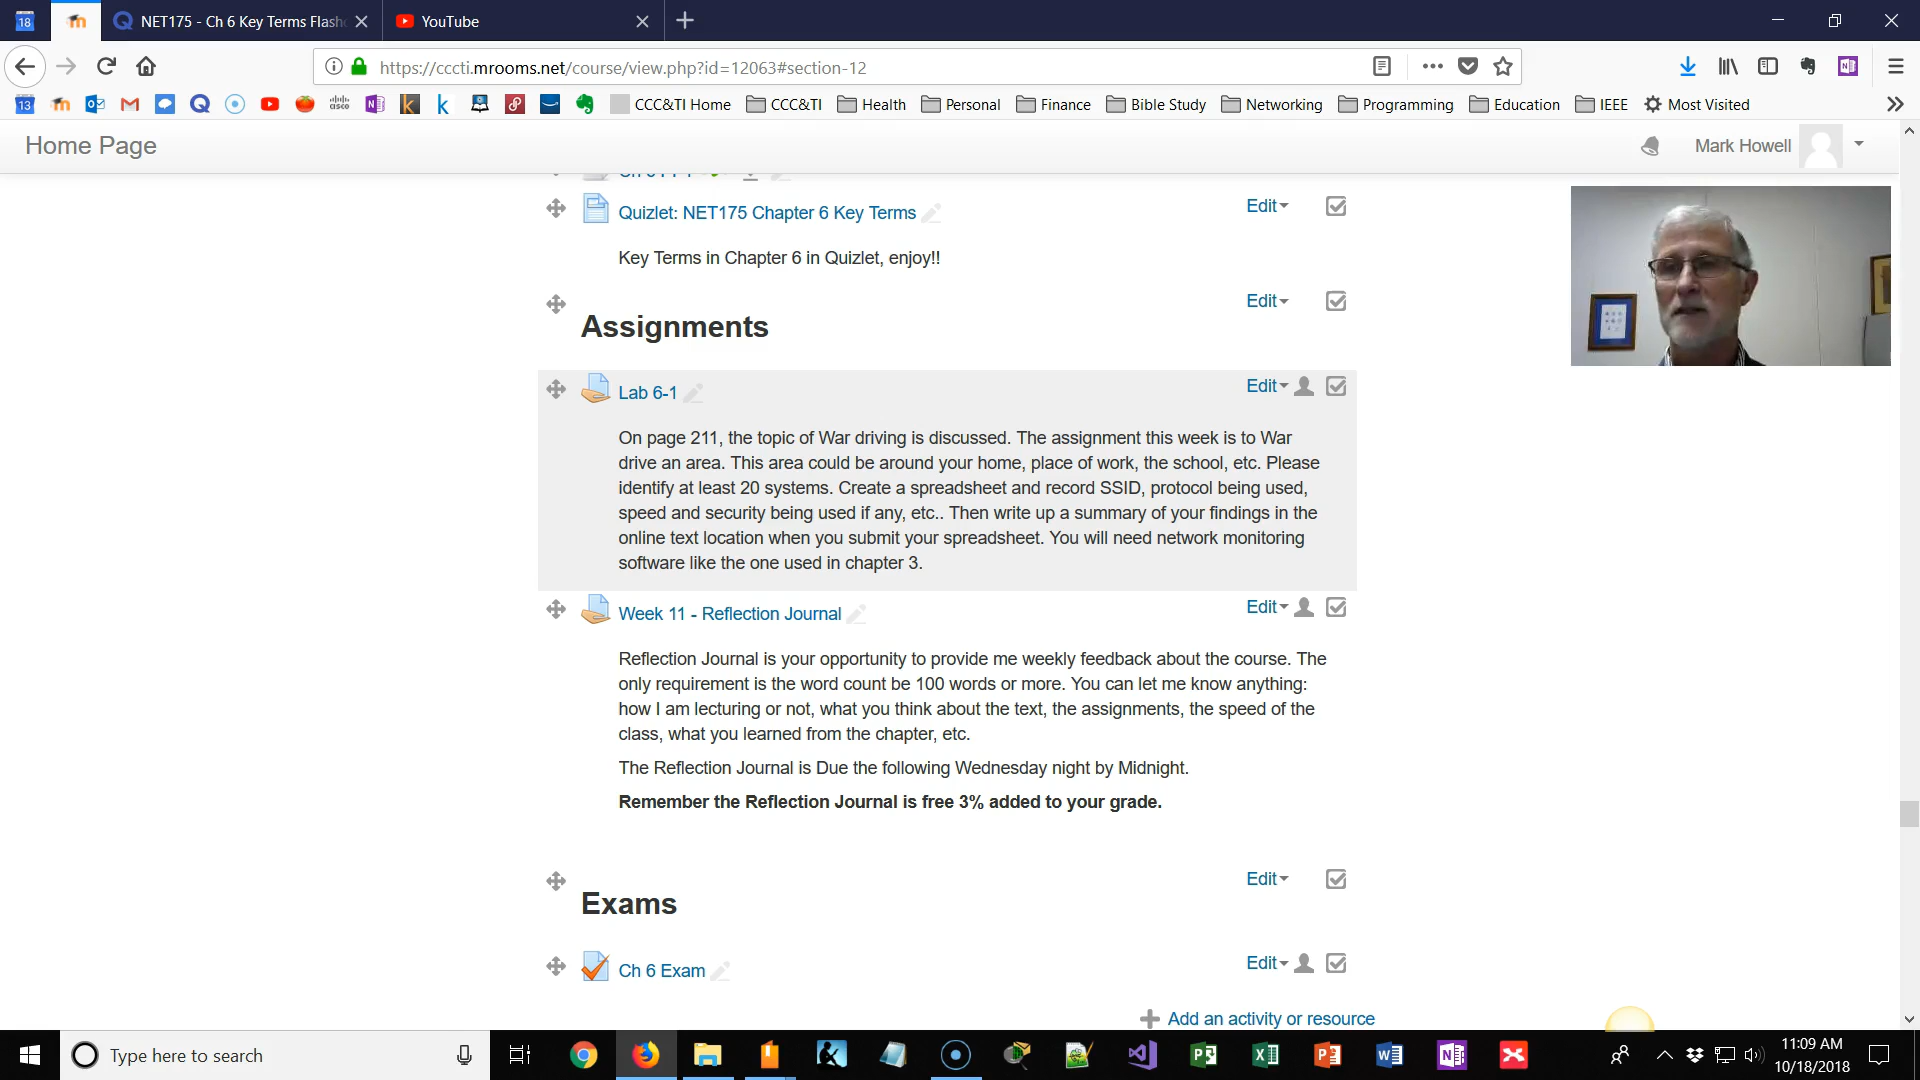 18
NET175 - Ch 6 Key Terms Flash
YouTube
https://cccti.mrooms.net/course/view.php?id=12063#section-12
13
CCC&TI Home
CCC&TI
Health
Personal
Finance
Bible Study
Networking
Programming
Education
IEEE
Most Visited
Home Page
Mark Howell
Quizlet: NET175 Chapter 6 Key Terms
Edit
Key Terms in Chapter 6 in Quizlet, enjoy!!
Edit
Assignments
Lab 6-1
Edit
On page 211, the topic of War driving is discussed. The assignment this week is to War
drive an area. This area could be around your home, place of work, the school, etc. Please
identify at least 20 systems. Create a spreadsheet and record SSID, protocol being used,
speed and security being used if any, etc.. Then write up a summary of your findings in the
online text location when you submit your spreadsheet. You will need network monitoring
software like the one used in chapter 3.
Week 11 - Reflection Journal
Edit
Reflection Journal is your opportunity to provide me weekly feedback about the course. The
only requirement is the word count be 100 words or more. You can let me know anything:
how I am lecturing or not, what you think about the text, the assignments, the speed of the
class, what you learned from the chapter, etc.
The Reflection Journal is Due the following Wednesday night by Midnight.
Remember the Reflection Journal is free 3% added to your grade.
Edit
Exams
Ch 6 Exam
Edit
Add an activity or resource
Type here to search
11:09 AM
10/18/2018